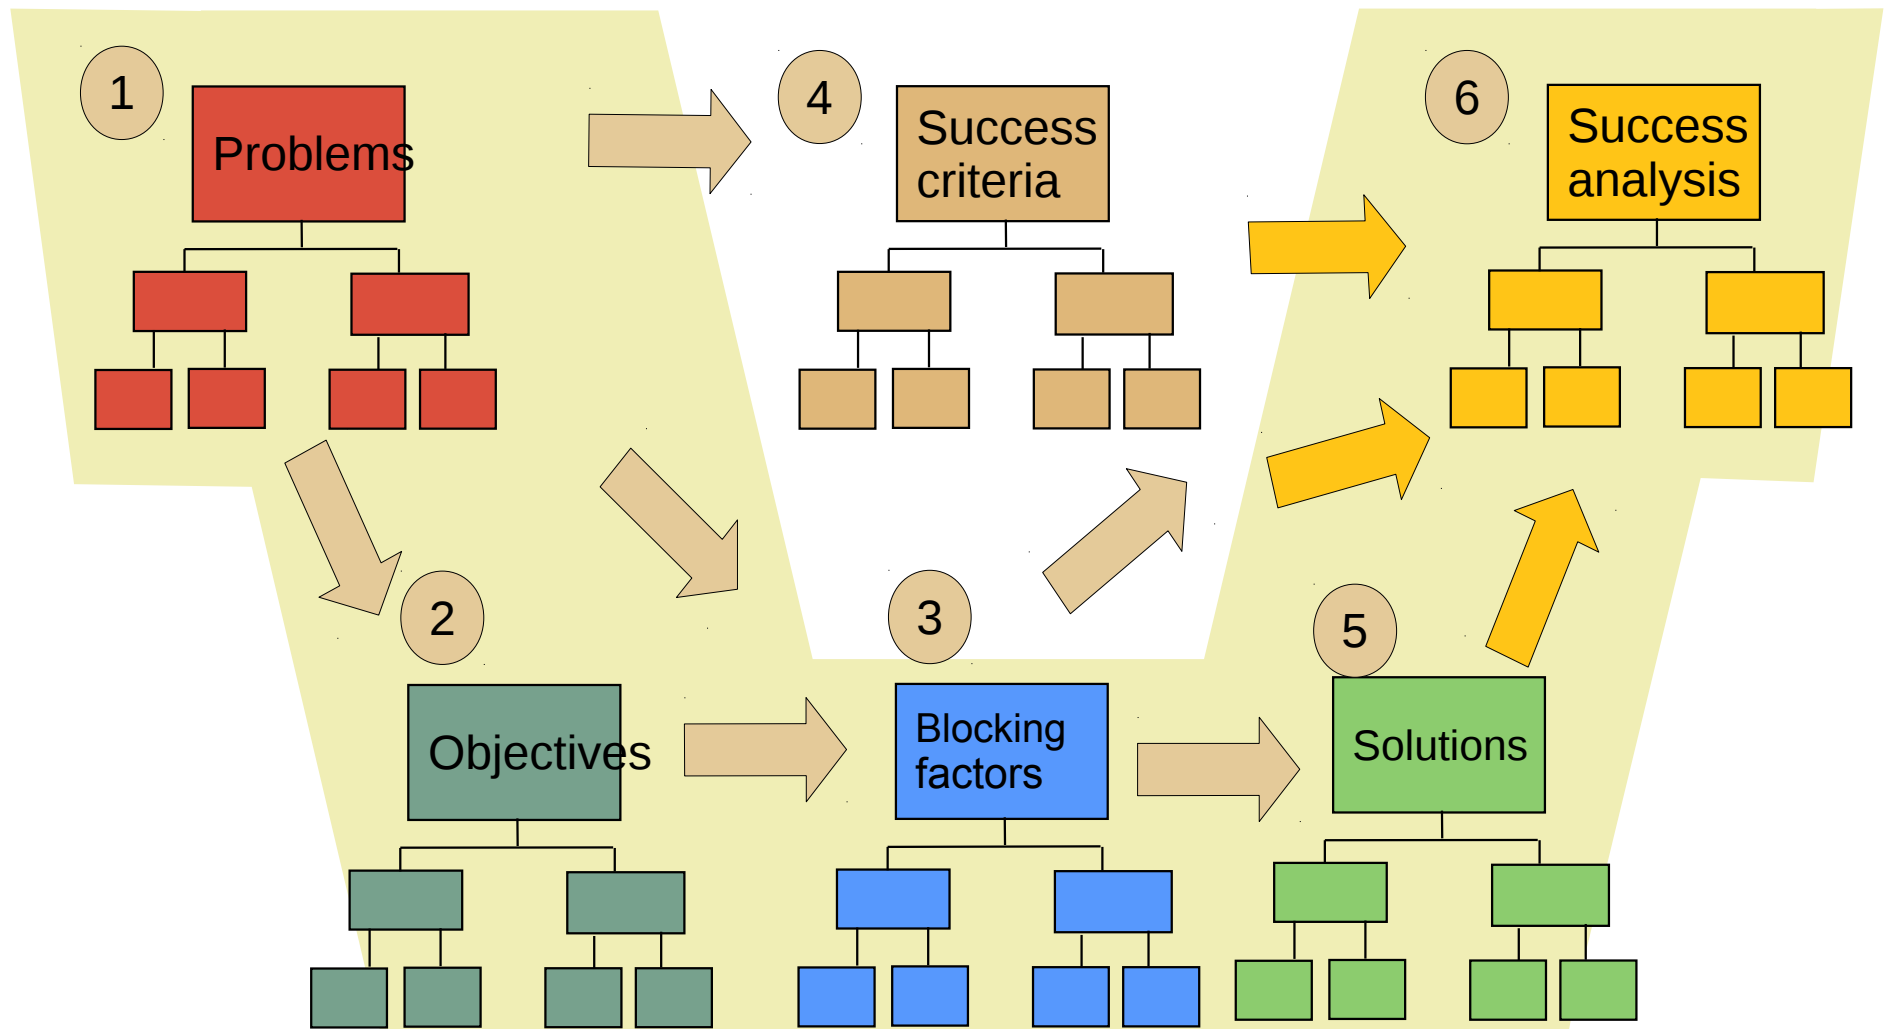 1
Problems
4
Success
criteria
6
Success
analysis
2
Objectives
3
Blocking
factors
5
Solutions